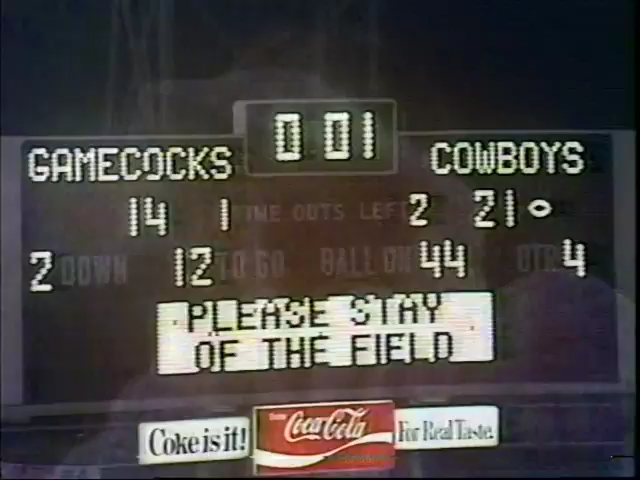 0 01
GAMECOCKS COWBOYS
14 1 TIME OUTS LEFT 2 21
2 DOWN 12 TO GO BALL ON 44 QTR 4
PLEASE STAY
OF THE FIELD
Coke is it! Coca-Cola For Real Taste.